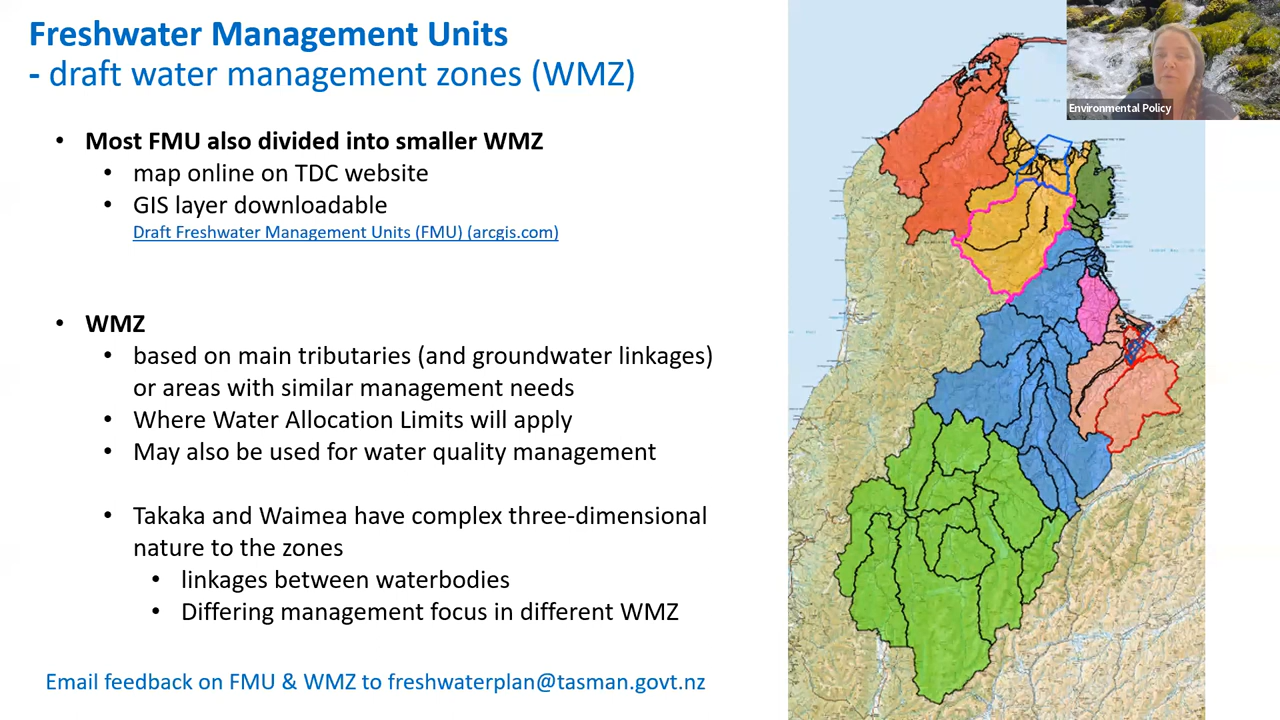 Freshwater Management Units
- draft water management zones (WMZ)
• Most FMU also divided into smaller WMZ
• map online on TDC website
• GIS layer downloadable
Draft Freshwater Management Units (FMU) (arcgis.com)
• WMZ
• based on main tributaries (and groundwater linkages)
or areas with similar management needs
• Where Water Allocation Limits will apply
• May also be used for water quality management
• Takaka and Waimea have complex three-dimensional
nature to the zones
• linkages between waterbodies
• Differing management focus in different WMZ
Email feedback on FMU & WMZ to freshwaterplan@tasman.govt.nz
Environmental Policy